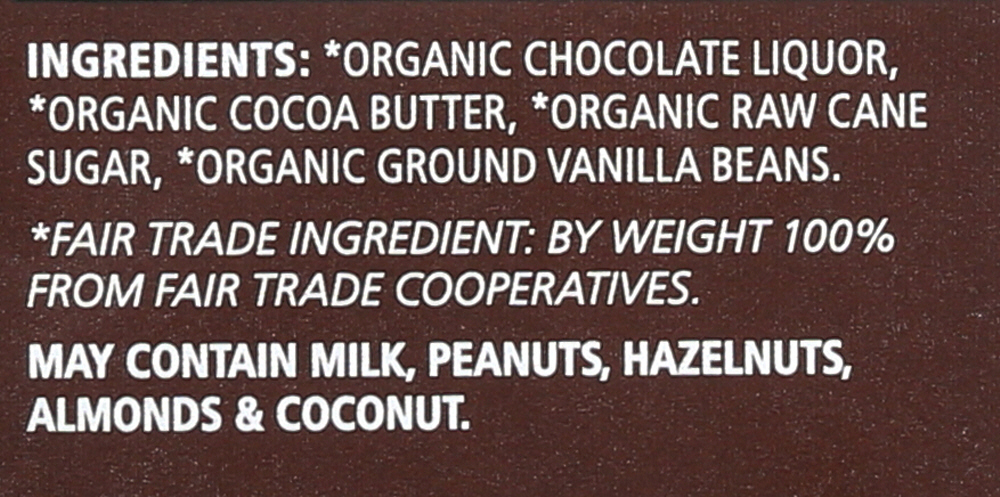 INGREDIENTS: *ORGANIC CHOCOLATE LIQUOR,
*ORGANIC COCOA BUTTER, *ORGANIC RAW CANE
SUGAR, *ORGANIC GROUND VANILLA BEANS.
*FAIR TRADE INGREDIENT: BY WEIGHT 100%
FROM FAIR TRADE COOPERATIVES.
MAY CONTAIN MILK, PEANUTS, HAZELNUTS,
ALMONDS & COCONUT.